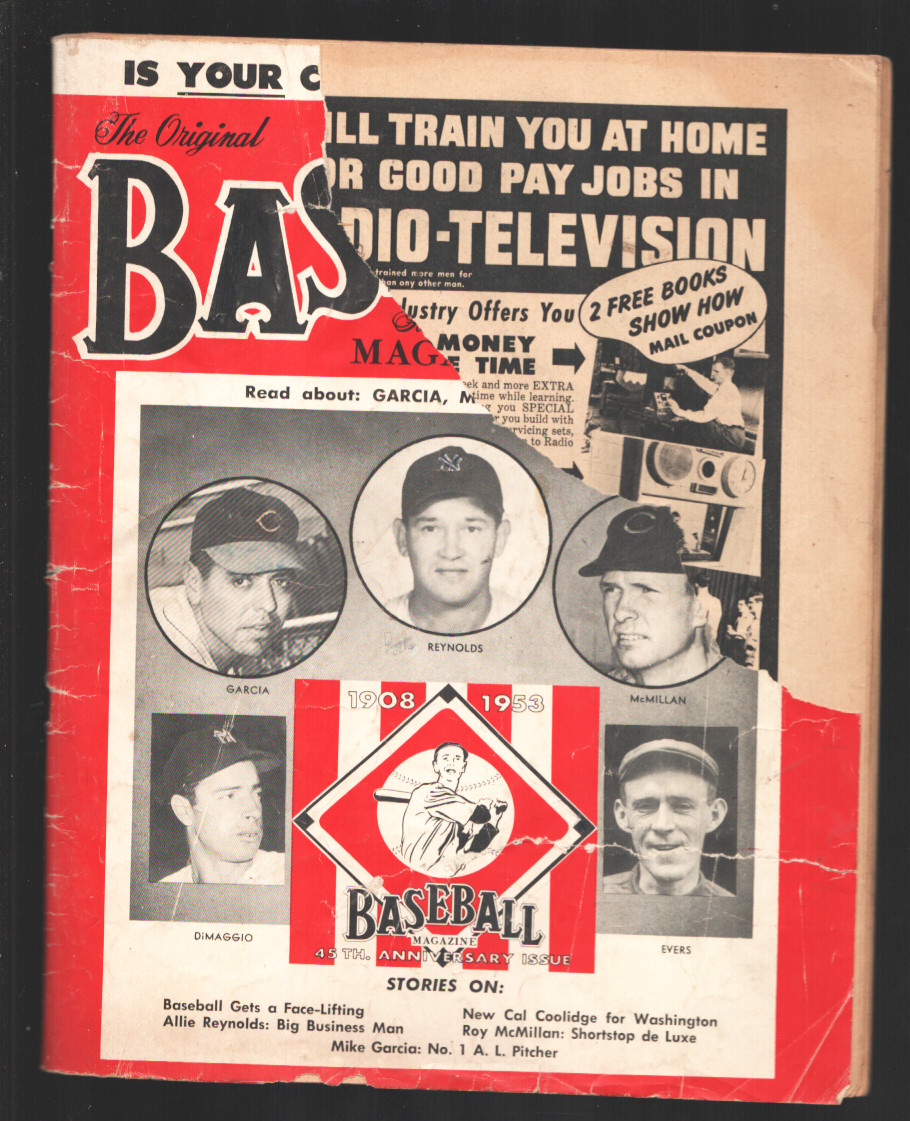 IS YOUR C
The Original
BAS
ILL TRAIN YOU AT HOME
OR GOOD PAY JOBS IN
DIO-TELEVISION
trained more men for
than any other man.
dustry Offers You
2 FREE BOOKS
SHOW HOW
MAIL COUPON
MONEY
E TIME
MAG
eek and more EXTRA
time while learning.
you SPECIAL
you build with
servicing sets,
to Radio
Read about: GARCIA, M
GARCIA
REYNOLDS
McMILLAN
1908 1953
BASEBALL
MAGAZINE
45TH. ANNIVERSARY ISSUE
DiMAGGIO
EVERS
STORIES ON:
Baseball Gets a Face-Lifting
Allie Reynolds: Big Business Man
New Cal Coolidge for Washington
Roy McMillan: Shortstop de Luxe
Mike Garcia: No. 1 A. L. Pitcher